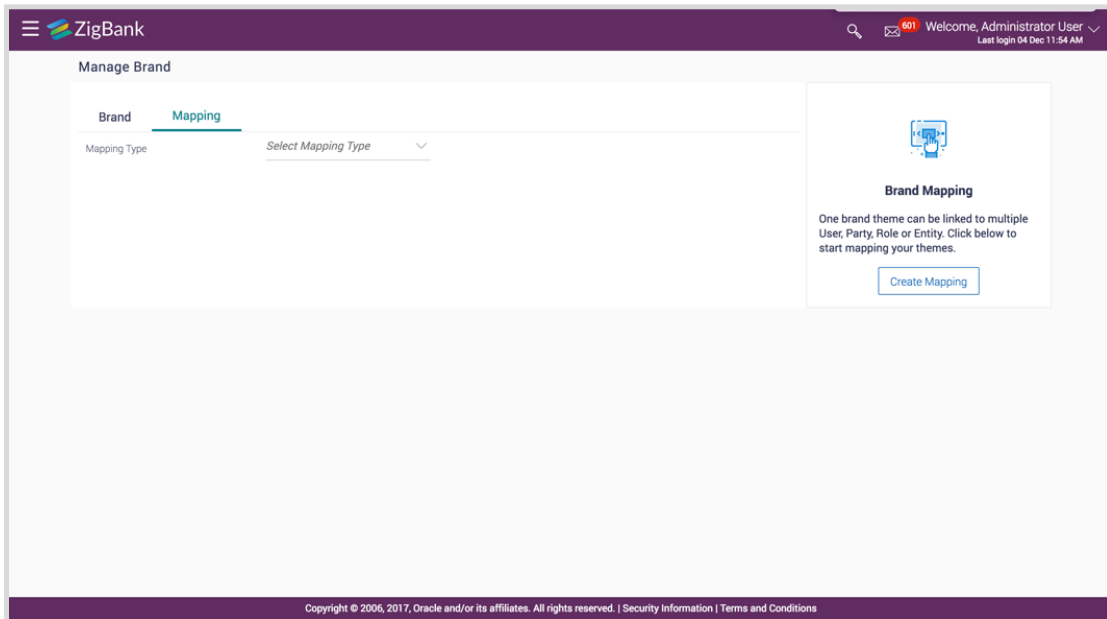 ZigBank
601
Welcome, Administrator User
Last login 04 Dec 11:54 AM
Manage Brand
Brand
Mapping
Mapping Type
Select Mapping Type
Brand Mapping
One brand theme can be linked to multiple
User, Party, Role or Entity. Click below to
start mapping your themes.
Create Mapping
Copyright © 2006, 2017, Oracle and/or its affiliates. All rights reserved. | Security Information | Terms and Conditions